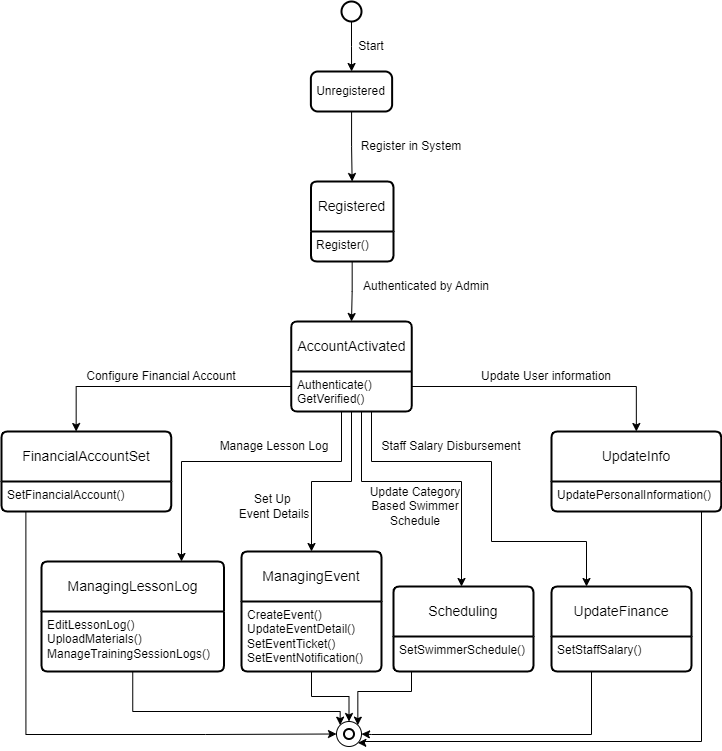 Start
Unregistered
Register in System
Registered
Register()
Authenticated by Admin
AccountActivated
Authenticate()
GetVerified()
Configure Financial Account
Update User information
FinancialAccountSet
SetFinancialAccount()
Manage Lesson Log
Staff Salary Disbursement
UpdateInfo
UpdatePersonalInformation()
Set Up
Event Details
Update Category
Based Swimmer
Schedule
ManagingLessonLog
EditLessonLog()
UploadMaterials()
ManageTrainingSessionLogs()
ManagingEvent
CreateEvent()
UpdateEventDetail()
SetEventTicket()
SetEventNotification()
Scheduling
SetSwimmerSchedule()
UpdateFinance
SetStaffSalary()